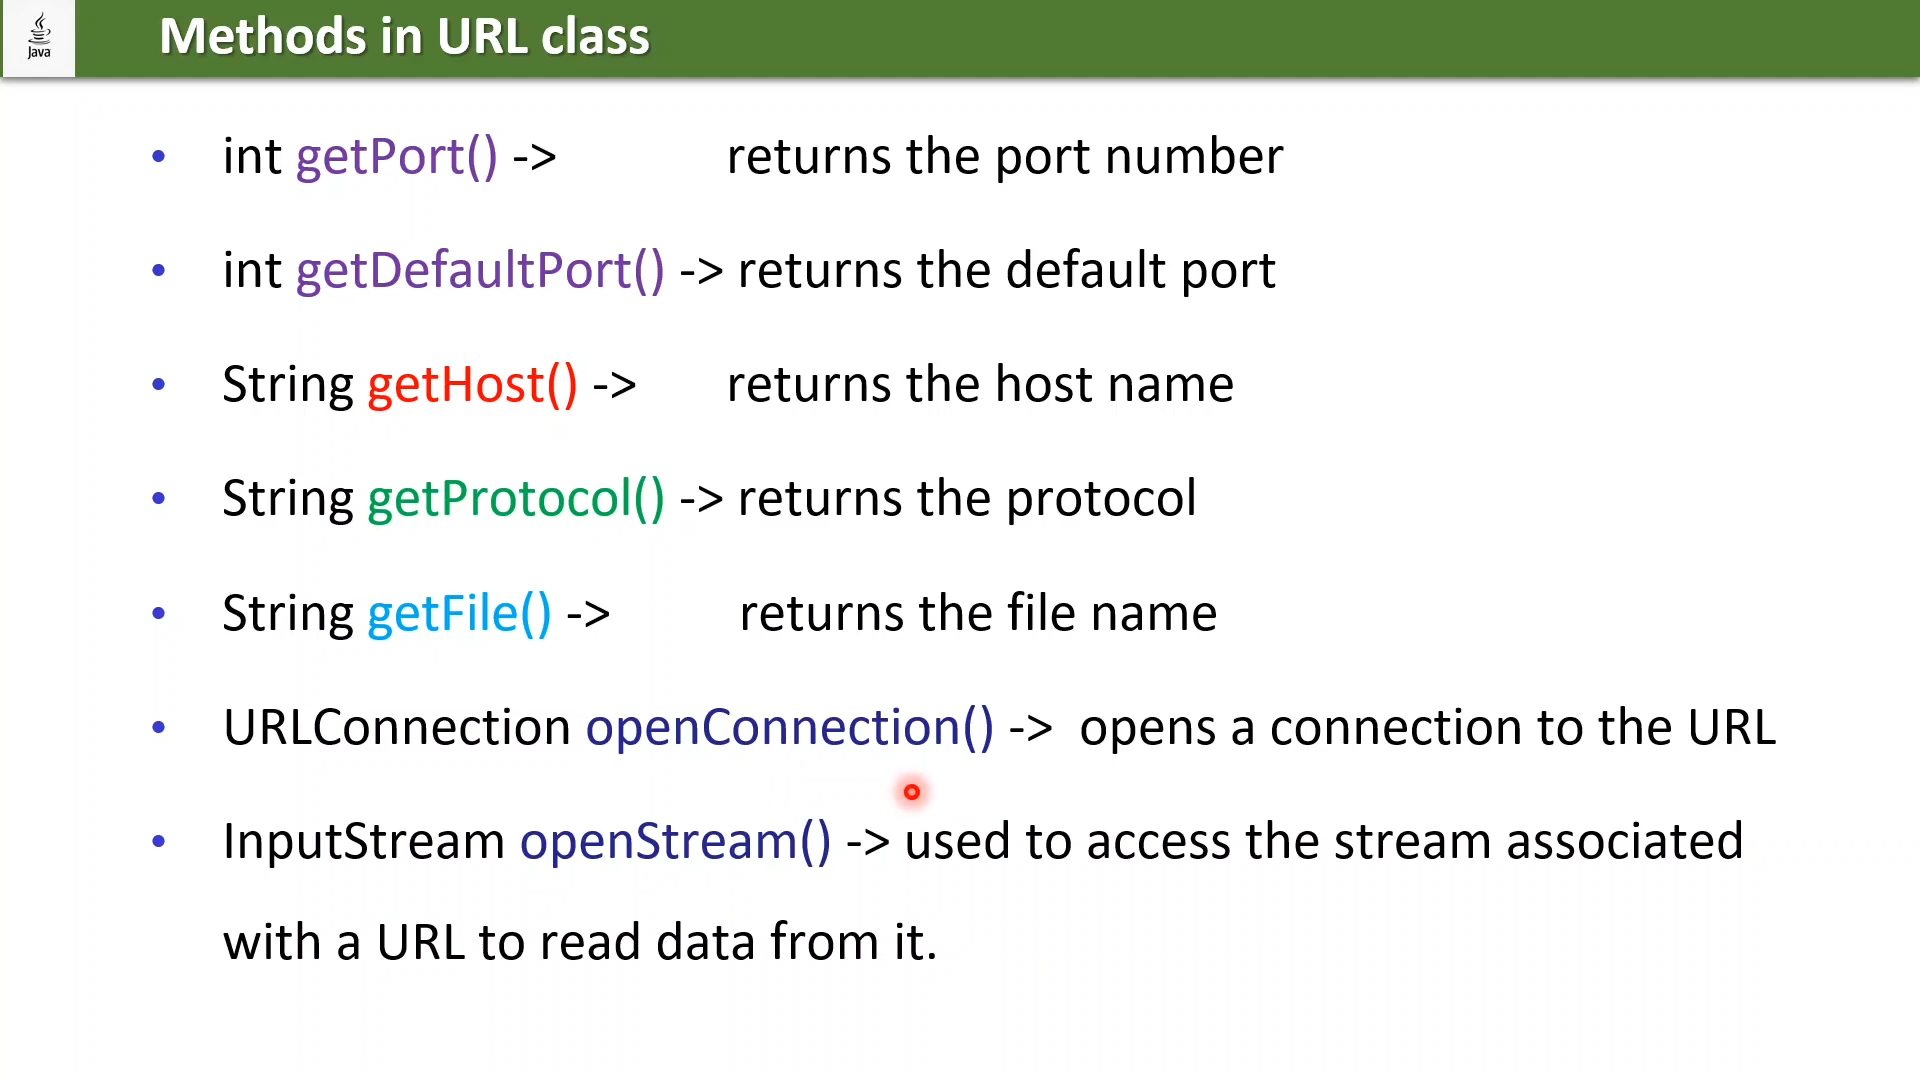 Java
Methods in URL class
• int getPort() -> returns the port number
• int getDefaultPort() -> returns the default port
• String getHost() -> returns the host name
• String getProtocol() -> returns the protocol
• String getFile() -> returns the file name
• URLConnection openConnection() -> opens a connection to the URL
• InputStream openStream() -> used to access the stream associated
with a URL to read data from it.